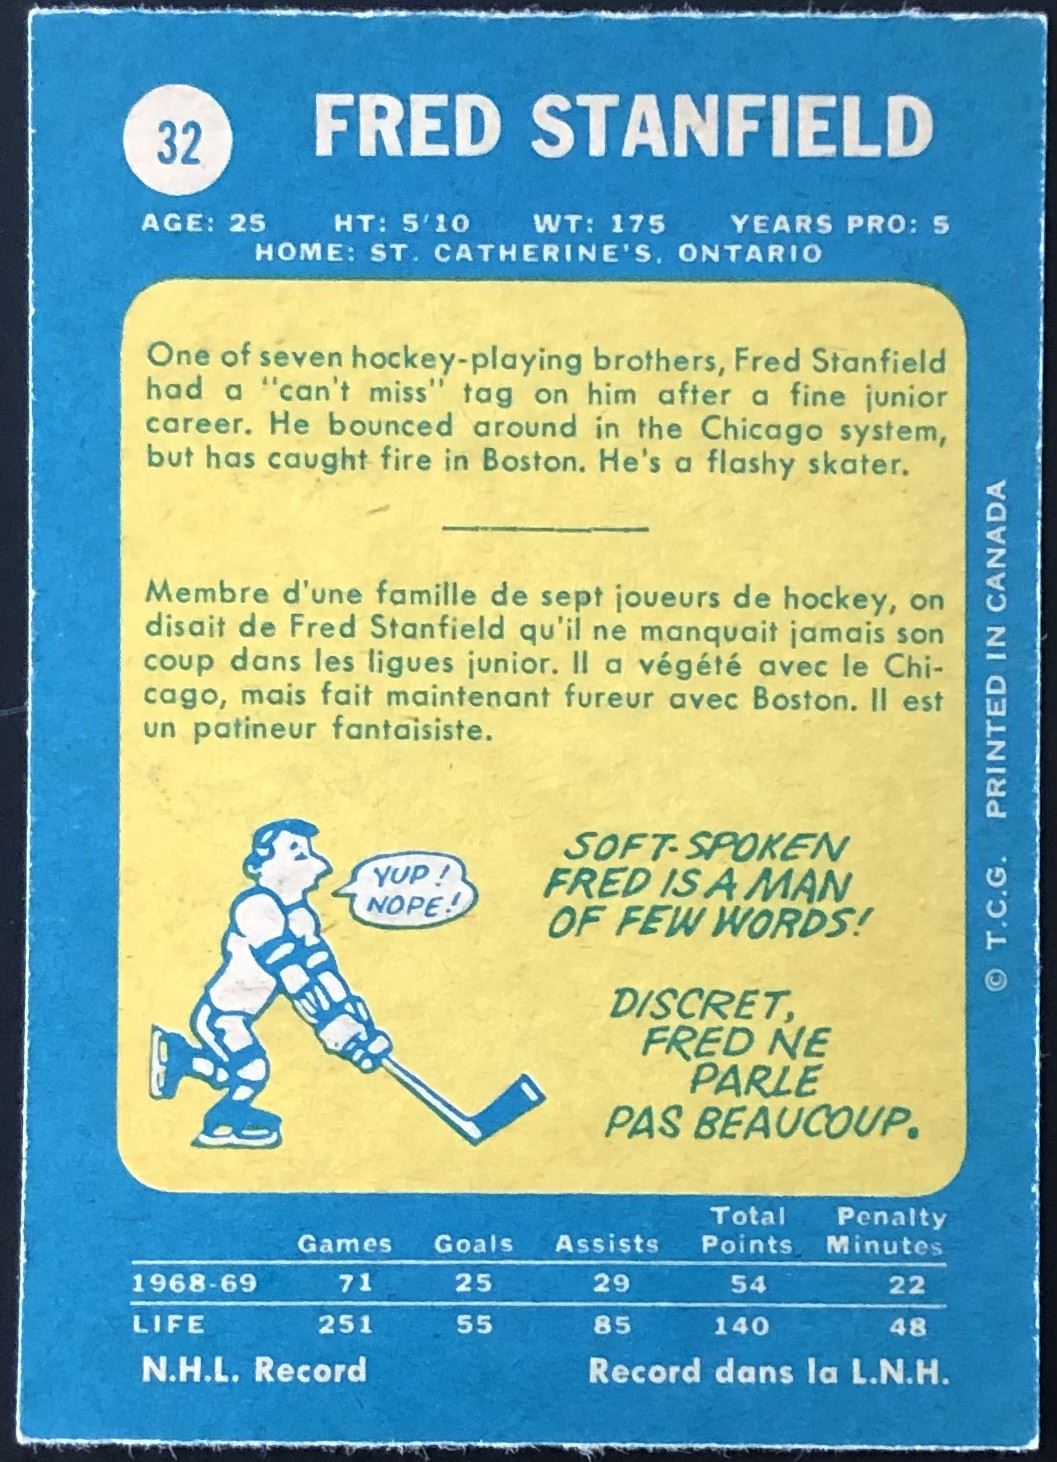 32
FRED STANFIELD
AGE: 25 HT: 5'10 WT: 175 YEARS PRO: 5
HOME: ST. CATHERINE'S, ONTARIO
One of seven hockey-playing brothers, Fred Stanfield
had a "can't miss" tag on him after a fine junior
career. He bounced around in the Chicago system,
but has caught fire in Boston. He's a flashy skater.
Membre d'une famille de sept joueurs de hockey, on
disait de Fred Stanfield qu'il ne manquait jamais son
coup dans les ligues junior. Il a végété avec le Chi-
cago, mais fait maintenant fureur avec Boston. Il est
un patineur fantaisiste.
YUP!
NOPE!
SOFT-SPOKEN
FRED IS A MAN
OF FEW WORDS!
DISCRET,
FRED NE
PARLE
PAS BEAUCOUP.
© T.C.G. PRINTED IN CANADA
Total Penalty
Games Goals Assists Points Minutes
1968-69 71 25 29 54 22
LIFE 251 55 85 140 48
N.H.L. Record Record dans la L.N.H.